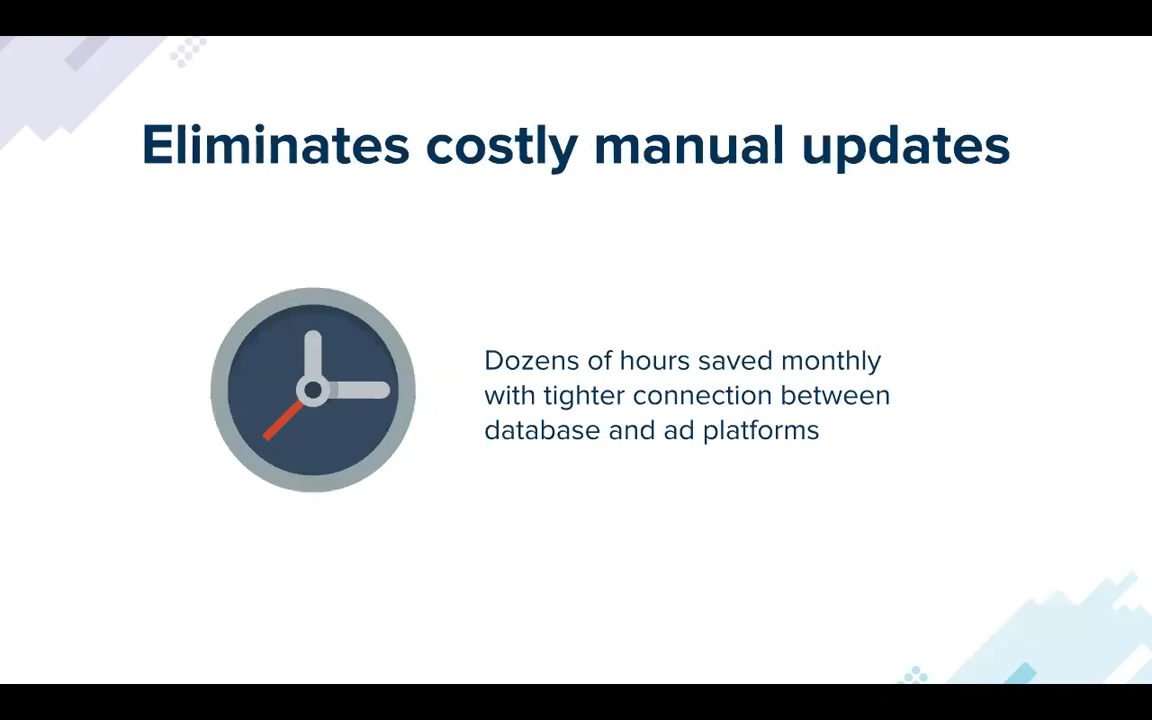 Eliminates costly manual updates
Dozens of hours saved monthly
with tighter connection between
database and ad platforms